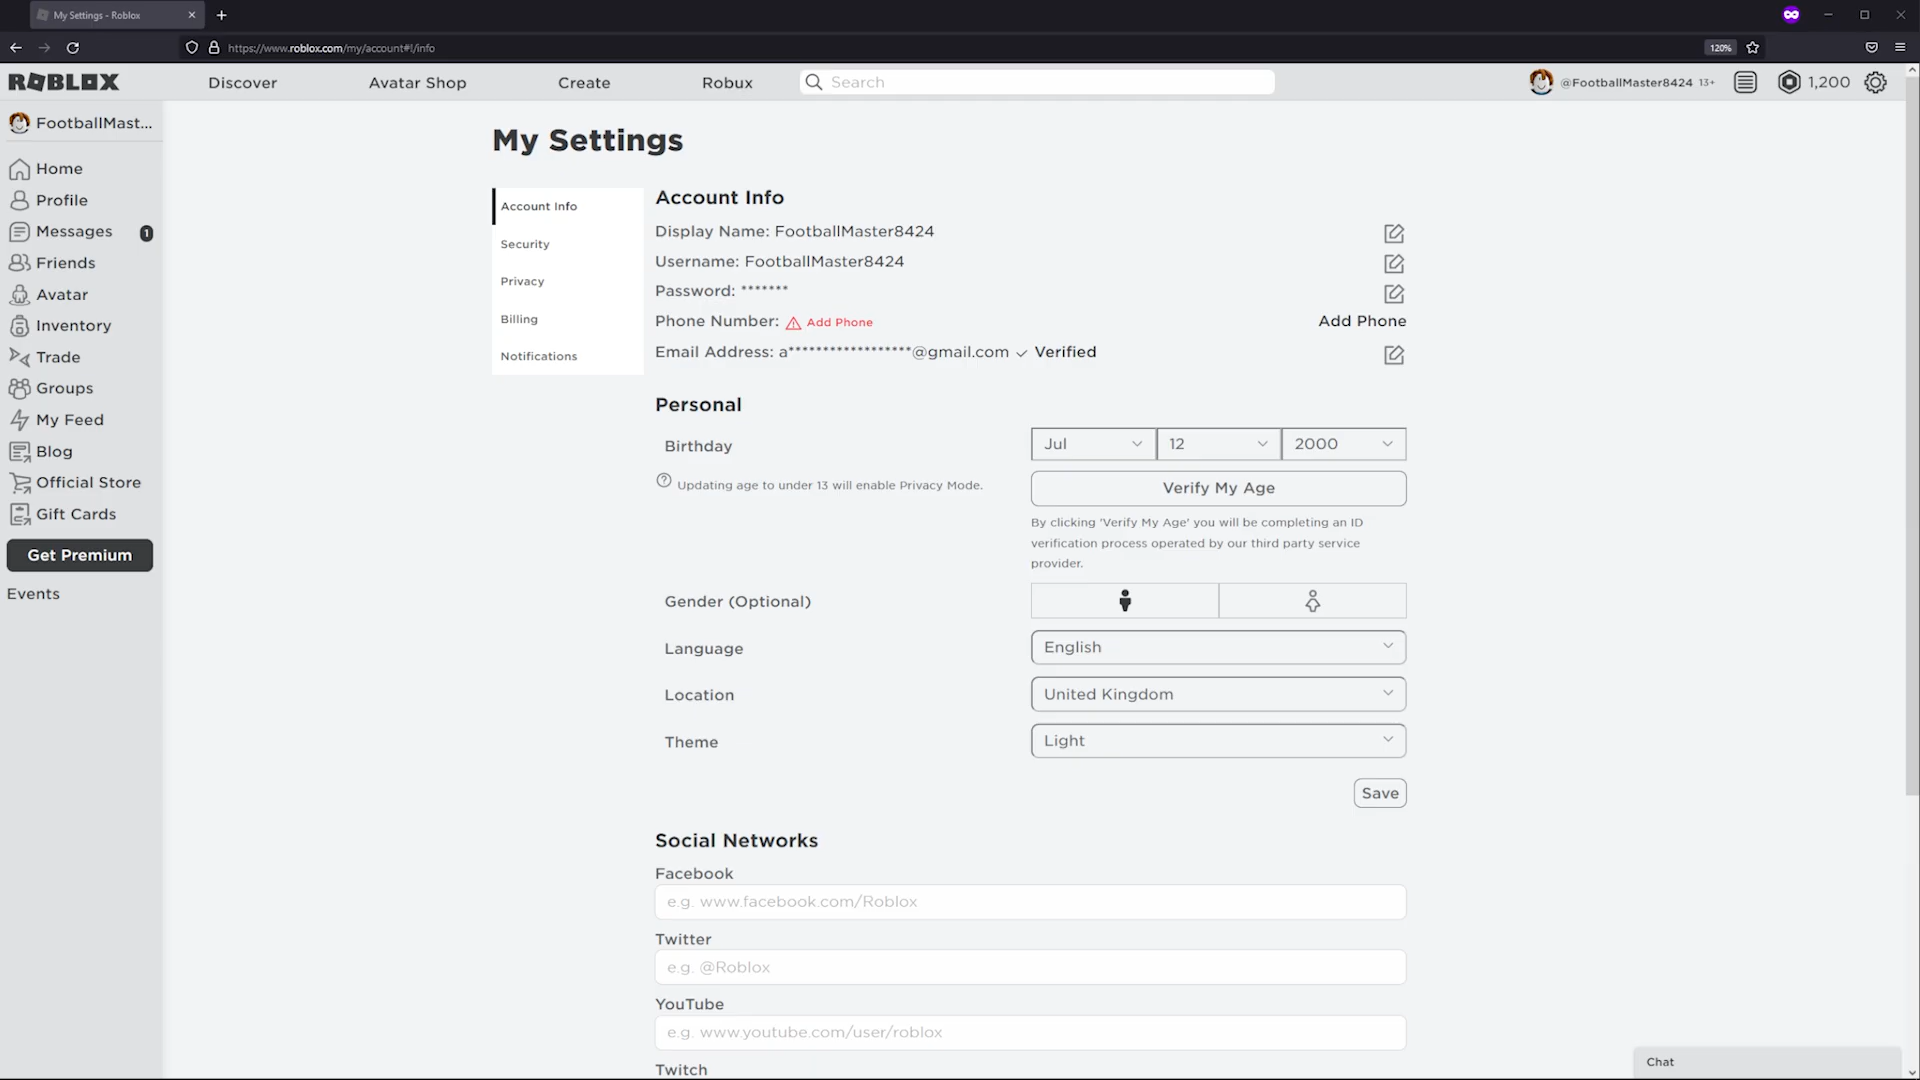 My Settings - Roblox
https://www.roblox.com/my/account#!/info
120%
ROBLOX
Discover
Avatar Shop
Create
Robux
Search
@FootballMaster8424 13+
1,200
FootballMast...
Home
Profile
Messages
1
Friends
Avatar
Inventory
Trade
Groups
My Feed
Blog
Official Store
Gift Cards
Get Premium
Events
My Settings
Account Info
Security
Privacy
Billing
Notifications
Account Info
Display Name: FootballMaster8424
Username: FootballMaster8424
Password: *******
Phone Number: Add Phone
Add Phone
Email Address: a******************@gmail.com Verified
Personal
Birthday
Jul
12
2000
Updating age to under 13 will enable Privacy Mode.
Verify My Age
By clicking 'Verify My Age' you will be completing an ID
verification process operated by our third party service
provider.
Gender (Optional)
Language
English
Location
United Kingdom
Theme
Light
Save
Social Networks
Facebook
e.g. www.facebook.com/Roblox
Twitter
e.g. @Roblox
YouTube
e.g. www.youtube.com/user/roblox
Twitch
Chat